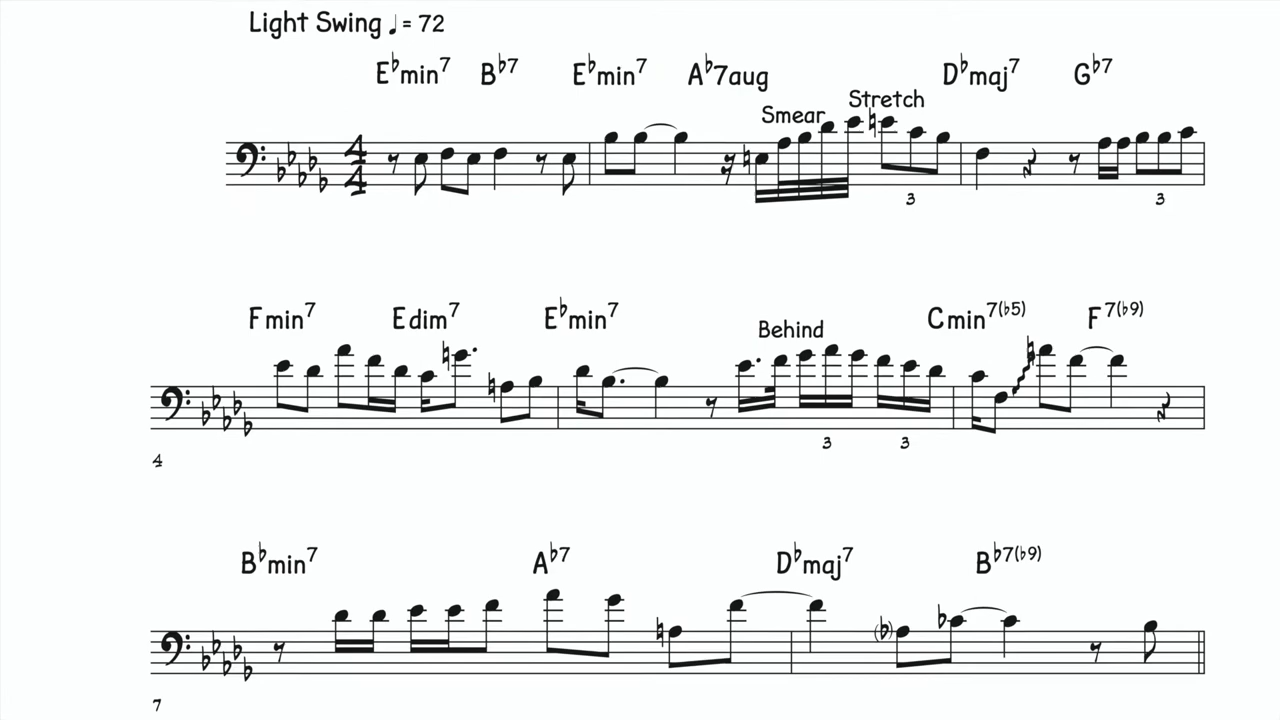 Light Swing ♩= 72
E♭min7 B♭7 E♭min7 A♭7aug D♭maj7 G♭7
Smear Stretch
3 3
Fmin7 Edim7 E♭min7 Cmin7(♭5) F7(♭9)
Behind
3 3
4
B♭min7 A♭7 D♭maj7 B♭7(♭9)
7